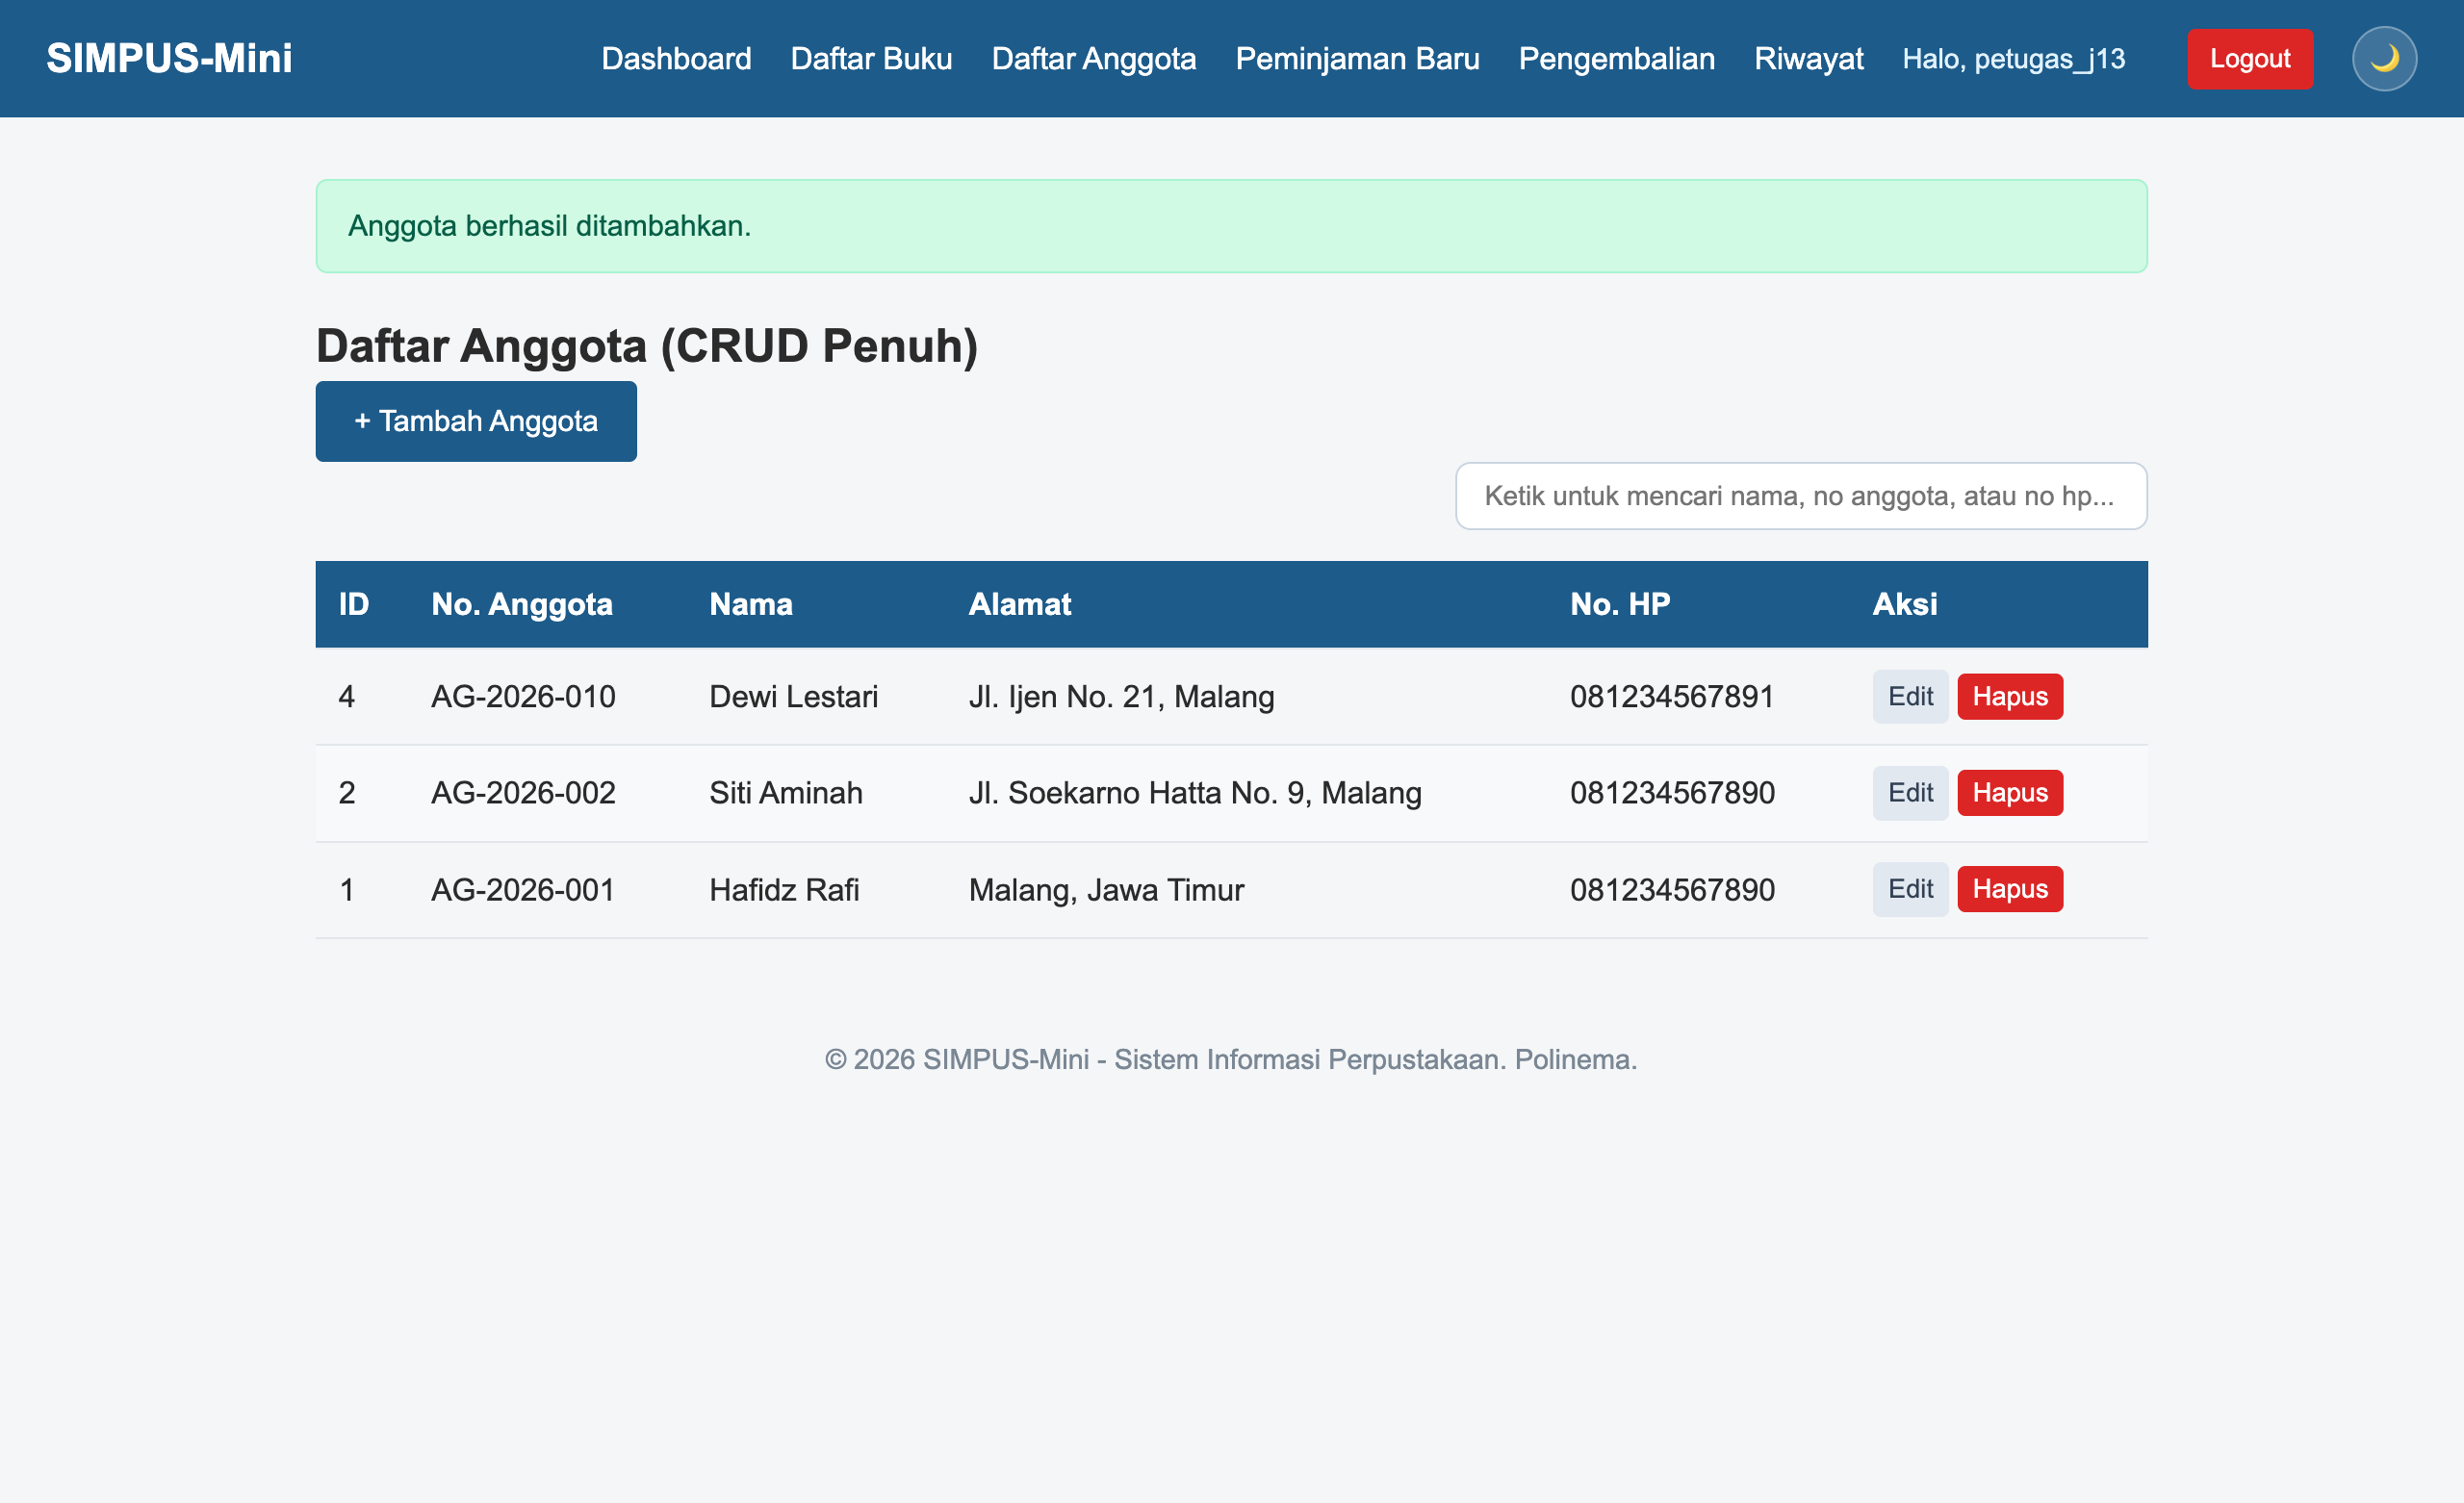 SIMPUS-Mini Dashboard Daftar Buku Daftar Anggota Peminjaman Baru Pengembalian Riwayat Halo, petugas_j13 Logout
Anggota berhasil ditambahkan.
Daftar Anggota (CRUD Penuh)
+ Tambah Anggota
Ketik untuk mencari nama, no anggota, atau no hp...
ID No. Anggota Nama Alamat No. HP Aksi
4 AG-2026-010 Dewi Lestari Jl. Ijen No. 21, Malang 081234567891 Edit Hapus
2 AG-2026-002 Siti Aminah Jl. Soekarno Hatta No. 9, Malang 081234567890 Edit Hapus
1 AG-2026-001 Hafidz Rafi Malang, Jawa Timur 081234567890 Edit Hapus
© 2026 SIMPUS-Mini - Sistem Informasi Perpustakaan. Polinema.